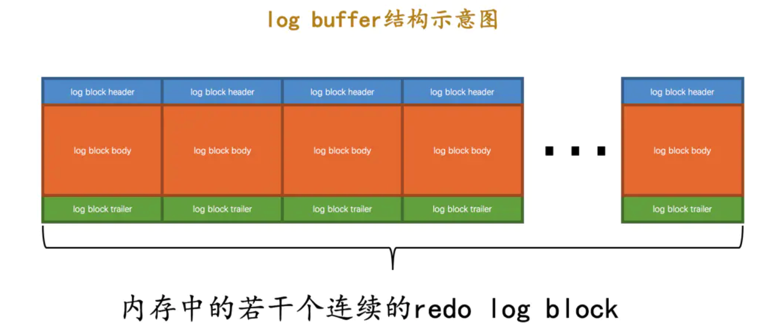 log buffer结构示意图
log block header log block header log block header log block header log block header
log block body log block body log block body log block body ... log block body
log block trailer log block trailer log block trailer log block trailer log block trailer
内存中的若干个连续的redo log block